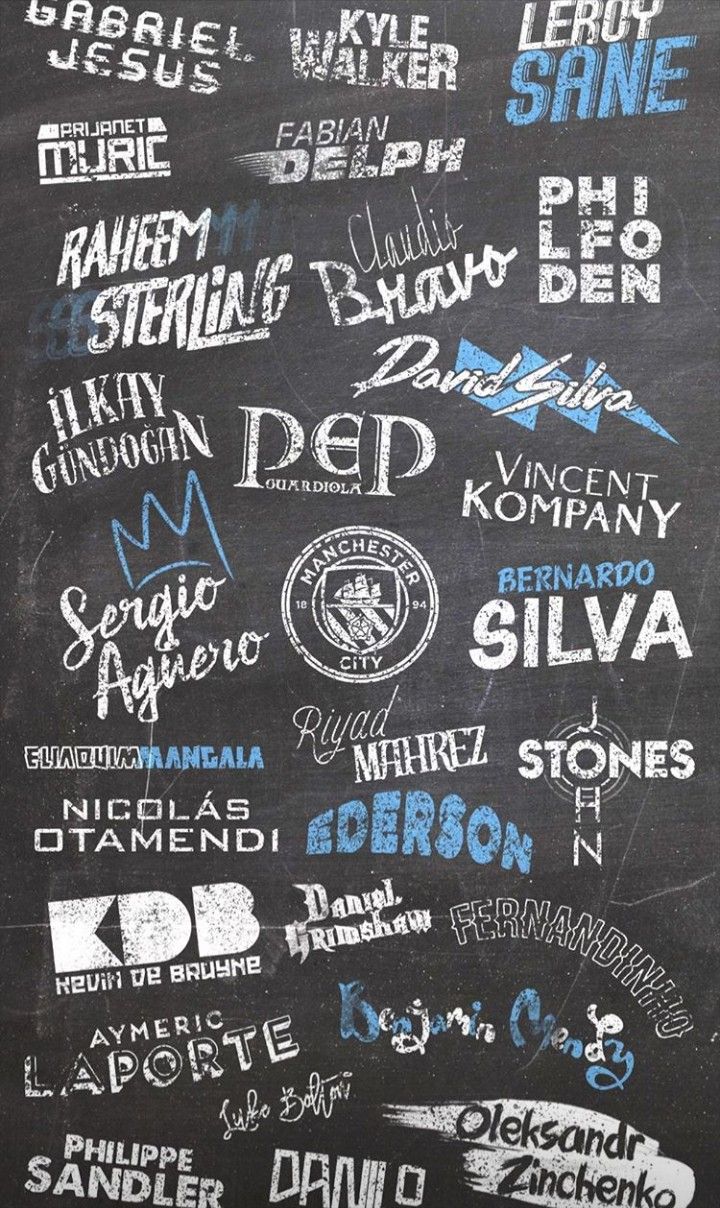 GABRIEL
JESUS
KYLE
WALKER
LEROY
SANE
ARIJANET
MURIC
FABIAN
DELPH
RAHEEM
STERLING
Claudio
Bravo
PHI
LFO
DEN
David Silva
İLKAY
GÜNDOĞAN
PEP
GUARDIOLA
VINCENT
KOMPANY
Sergio
Agüero
MANCHESTER
18 94
CITY
BERNARDO
SILVA
ELIAQUIM MANGALA
Riyad
MAHREZ
JOHN
STONES
NICOLÁS
OTAMENDI
EDERSON
KDB
KEVIN DE BRUYNE
Daniel
Grimshaw
FERNANDINHO
Benjamin Mendy
AYMERIC
LAPORTE
Luke Bolton
PHILIPPE
SANDLER
DANILO
Oleksandr
Zinchenko